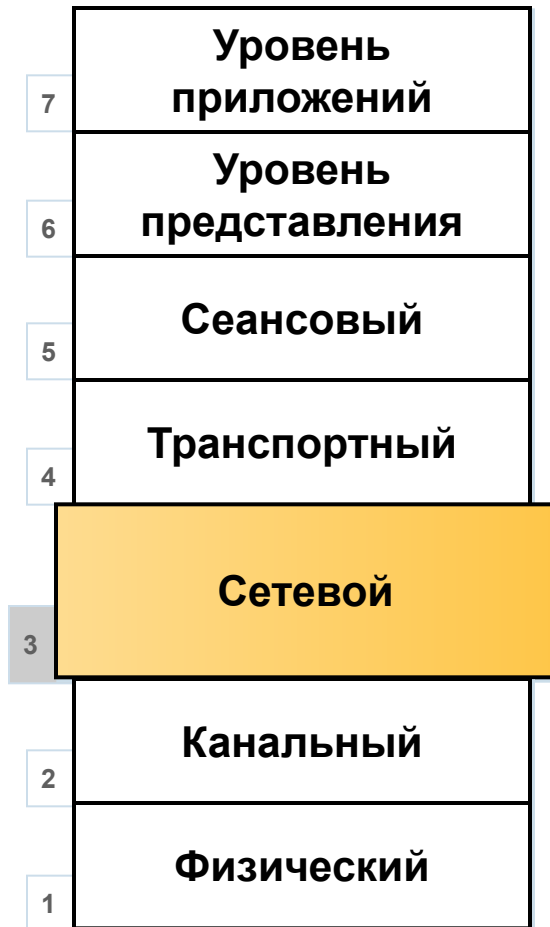 Уровень
приложений
7
Уровень
представления
6
Сеансовый
5
Транспортный
4
Сетевой
3
Канальный
2
Физический
1